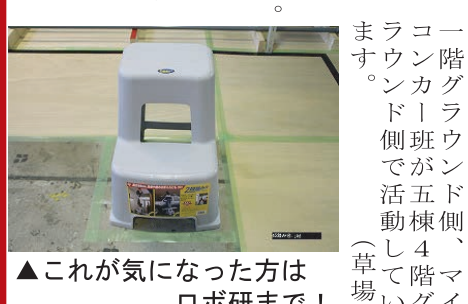 一階グラウンド側、マイ
コンカー班が五棟４階グ
ラウンド側で活動してい
ます。
（草場
。
▲これが気になった方は
ロボ研まで！